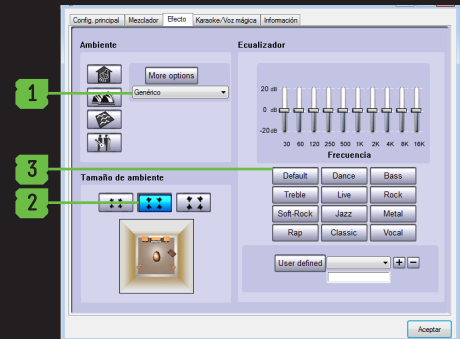 Config. principal Mezclador Efecto Karaoke/Voz mágica Información
Ambiente
More options
Genérico
1
Tamaño de ambiente
2
3
Ecualizador
20 dB
0 dB
-20 dB
30 60 120 250 500 1K 2K 4K 8K 16K
Frecuencia
Default Dance Bass
Treble Live Rock
Soft-Rock Jazz Metal
Rap Classic Vocal
User defined
Aceptar